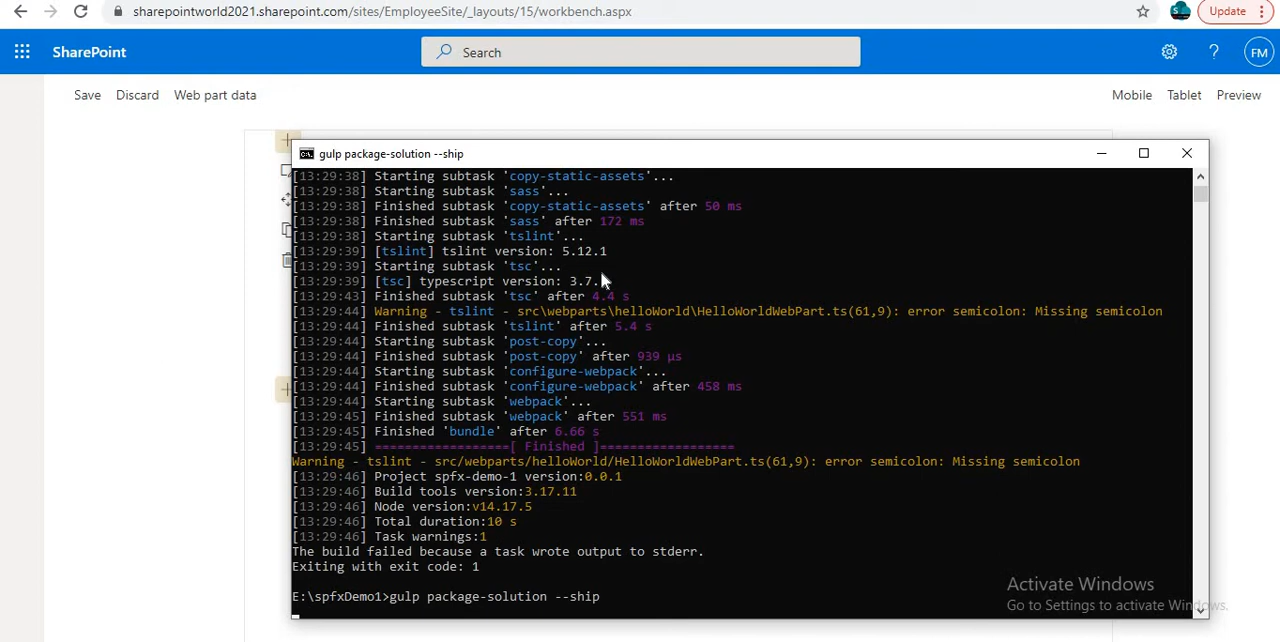 sharepointworld2021.sharepoint.com/sites/EmployeeSite/_layouts/15/workbench.aspx
Update
SharePoint
Search
?
FM
Save Discard Web part data
Mobile Tablet Preview
gulp package-solution --ship
[13:29:38] Starting subtask 'copy-static-assets'...
[13:29:38] Starting subtask 'sass'...
[13:29:38] Finished subtask 'copy-static-assets' after 50 ms
[13:29:38] Finished subtask 'sass' after 172 ms
[13:29:38] Starting subtask 'tslint'...
[13:29:39] [tslint] tslint version: 5.12.1
[13:29:39] Starting subtask 'tsc'...
[13:29:39] [tsc] typescript version: 3.7.
[13:29:43] Finished subtask 'tsc' after 4.4 s
[13:29:44] Warning - tslint - src\webparts\helloWorld\HelloWorldWebPart.ts(61,9): error semicolon: Missing semicolon
[13:29:44] Finished subtask 'tslint' after 5.4 s
[13:29:44] Starting subtask 'post-copy'...
[13:29:44] Finished subtask 'post-copy' after 939 μs
[13:29:44] Starting subtask 'configure-webpack'...
[13:29:44] Finished subtask 'configure-webpack' after 458 ms
[13:29:44] Starting subtask 'webpack'...
[13:29:45] Finished subtask 'webpack' after 551 ms
[13:29:45] Finished 'bundle' after 6.66 s
[13:29:45] ==================[ Finished ]==================
Warning - tslint - src/webparts/helloWorld/HelloWorldWebPart.ts(61,9): error semicolon: Missing semicolon
[13:29:46] Project spfx-demo-1 version:0.0.1
[13:29:46] Build tools version:3.17.11
[13:29:46] Node version:v14.17.5
[13:29:46] Total duration:10 s
[13:29:46] Task warnings:1
The build failed because a task wrote output to stderr.
Exiting with exit code: 1
E:\spfxDemo1>gulp package-solution --ship
Activate Windows
Go to Settings to activate Windows.